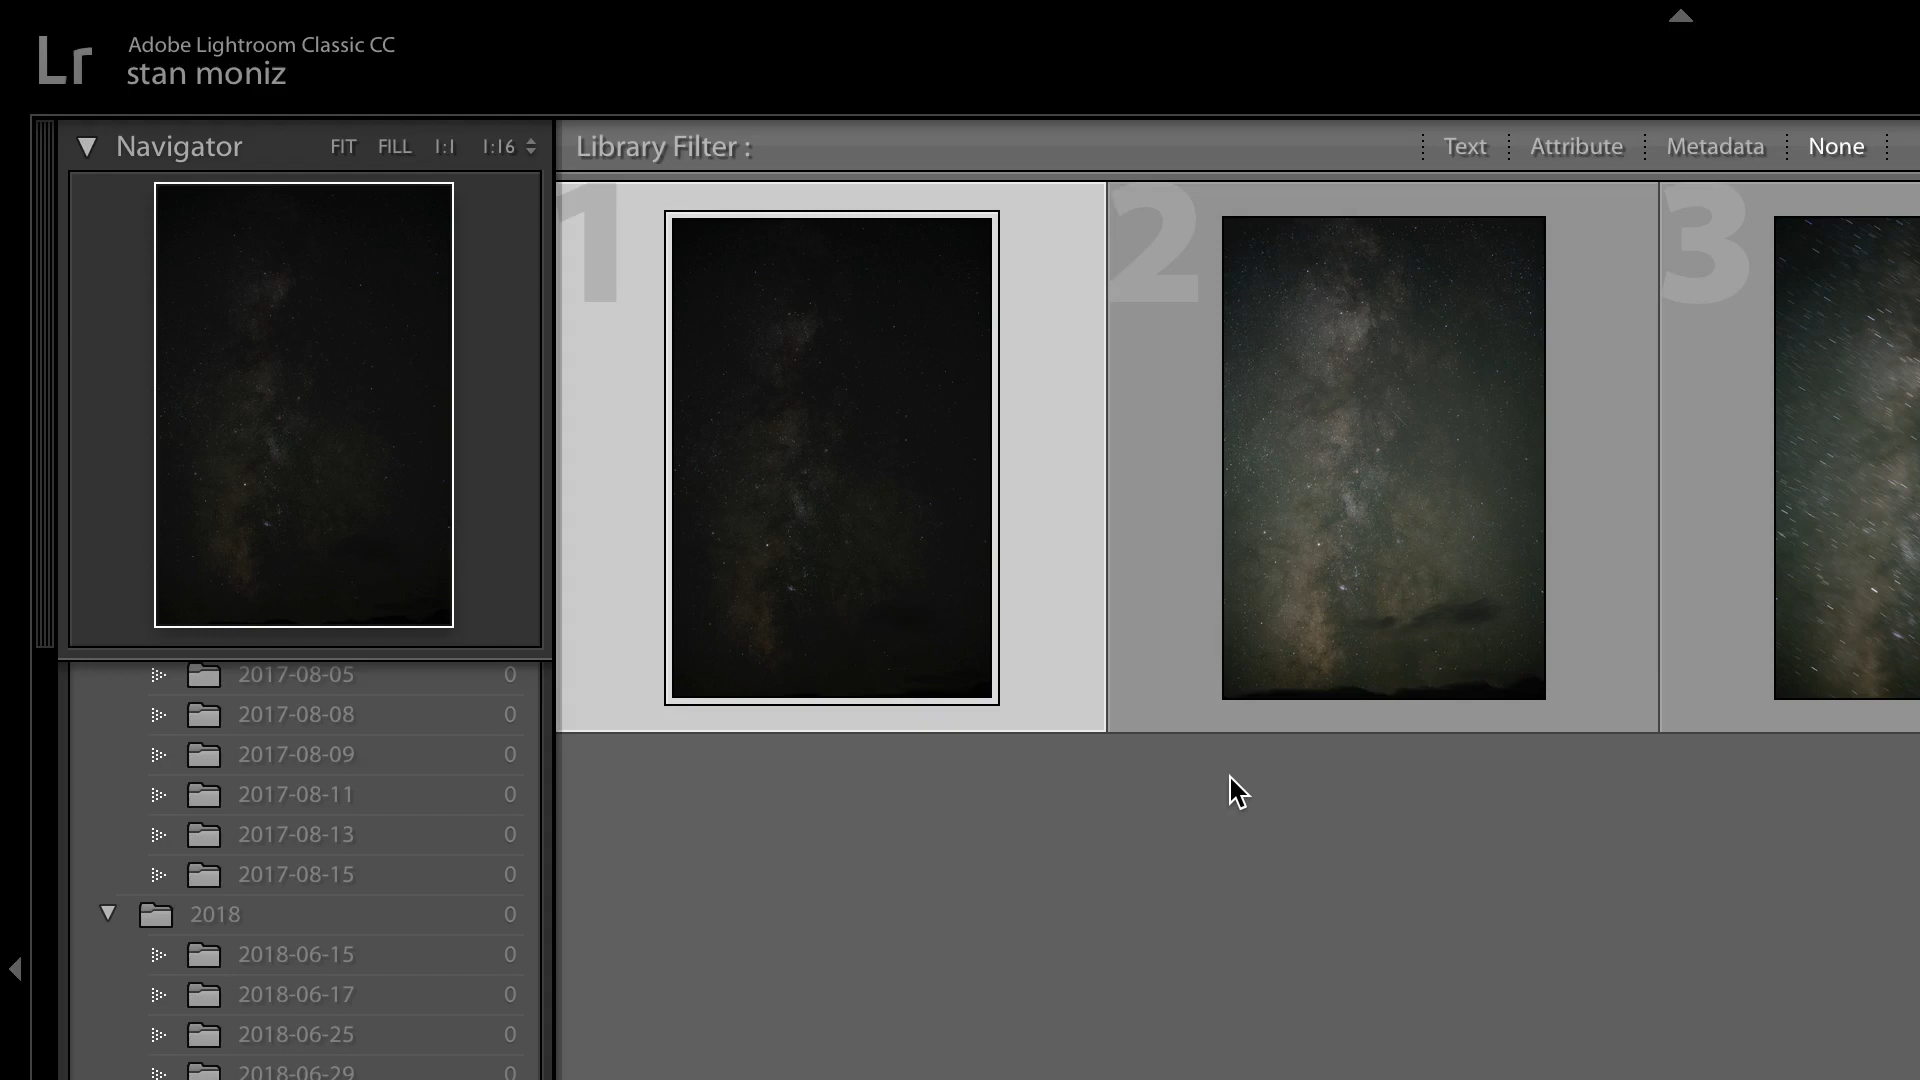 Lr
Adobe Lightroom Classic CC
stan moniz
Navigator FIT FILL 1:1 1:16
Library Filter : Text Attribute Metadata None
1 2 3
2017-08-05 0
2017-08-08 0
2017-08-09 0
2017-08-11 0
2017-08-13 0
2017-08-15 0
2018 0
2018-06-15 0
2018-06-17 0
2018-06-25 0
2018-06-29 0